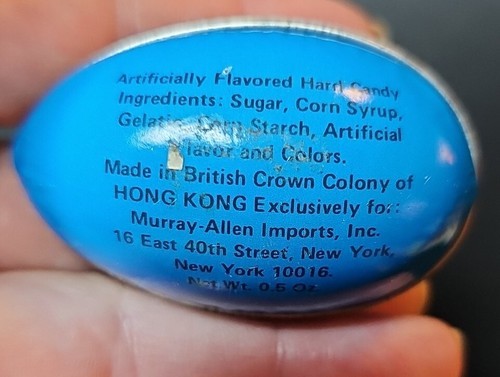 Artificially Flavored Hard Candy
Ingredients: Sugar, Corn Syrup,
Gelatin, Corn Starch, Artificial
Flavor and Colors.
Made in British Crown Colony of
HONG KONG Exclusively for:
Murray-Allen Imports, Inc.
16 East 40th Street, New York,
New York 10016.
Net Wt. 0.5 Oz.